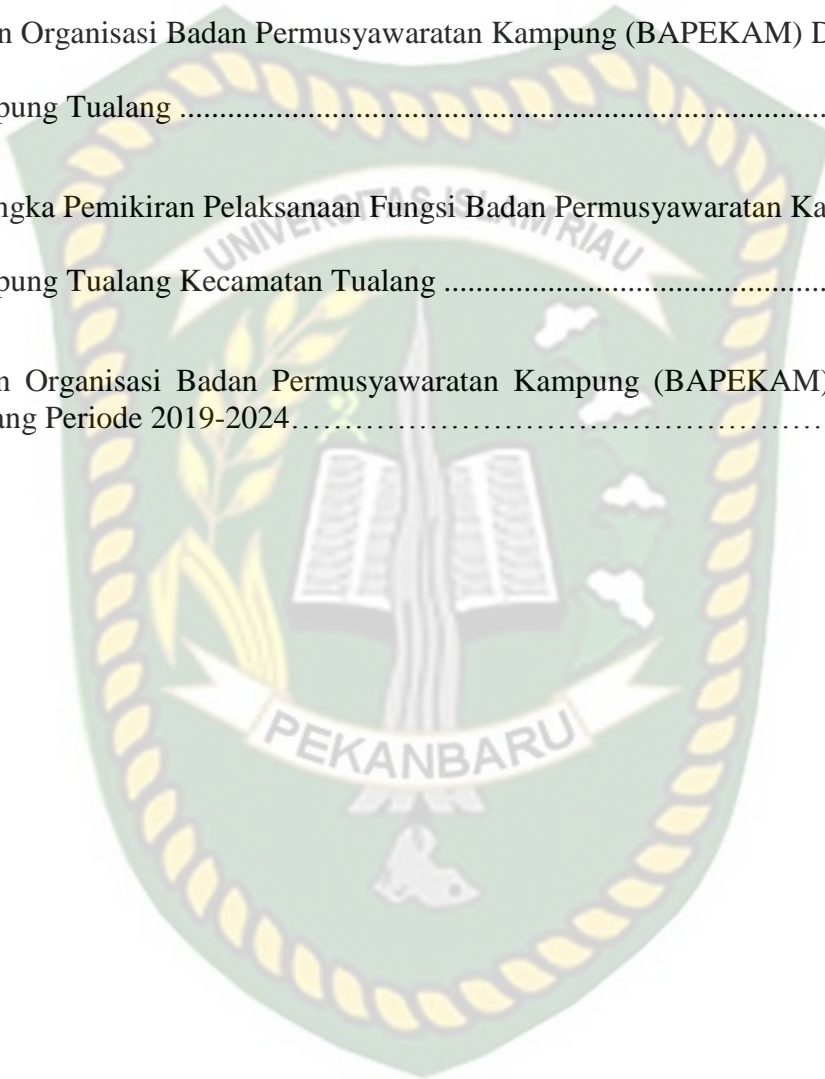 n Organisasi Badan Permusyawaratan Kampung (BAPEKAM) D
pung Tualang ....................................................................................
ngka Pemikiran Pelaksanaan Fungsi Badan Permusyawaratan Ka
UNIVERSITAS ISLAM RIAU
pung Tualang Kecamatan Tualang ..................................................
n Organisasi Badan Permusyawaratan Kampung (BAPEKAM)
ang Periode 2019-2024……………………………………………
PEKANBARU